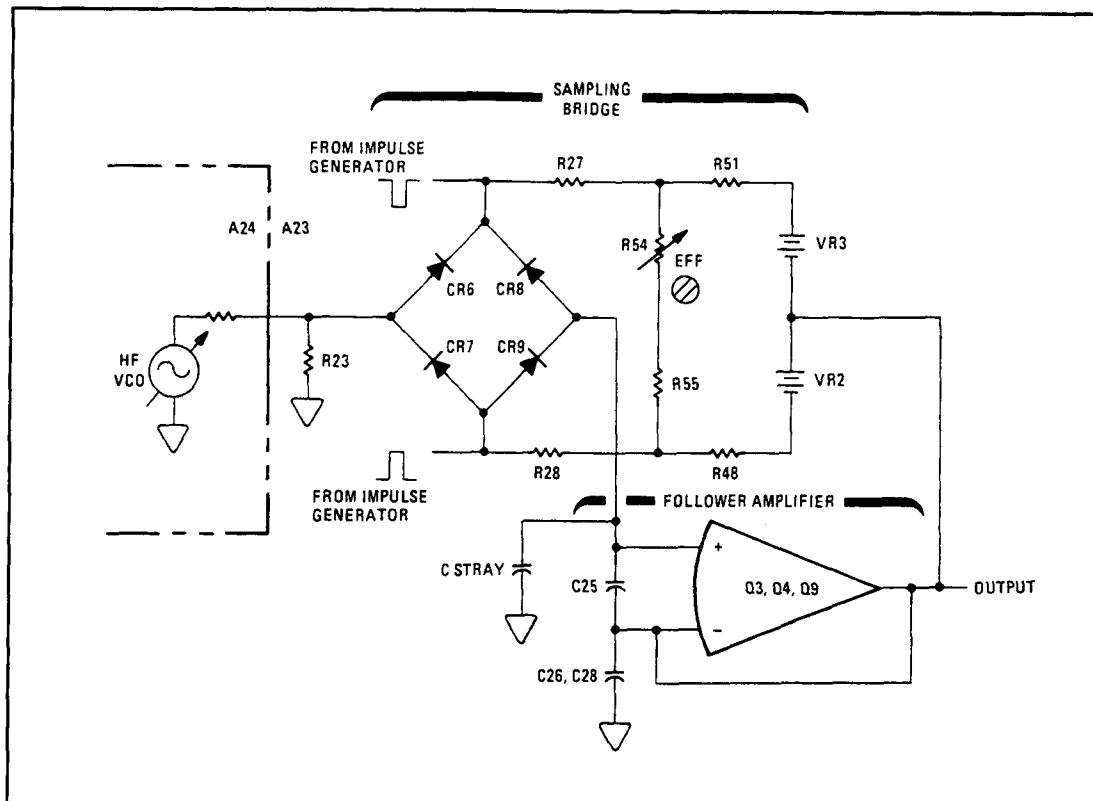 SAMPLING
BRIDGE
FROM IMPULSE
GENERATOR
R27
R51
A24
A23
R54
EFF
VR3
CR6
CR8
HF
VCO
R23
CR7
CR9
R55
VR2
R28
R48
FROM IMPULSE
GENERATOR
FOLLOWER AMPLIFIER
C STRAY
C25
+
Q3, Q4, Q9
OUTPUT
−
C26, C28